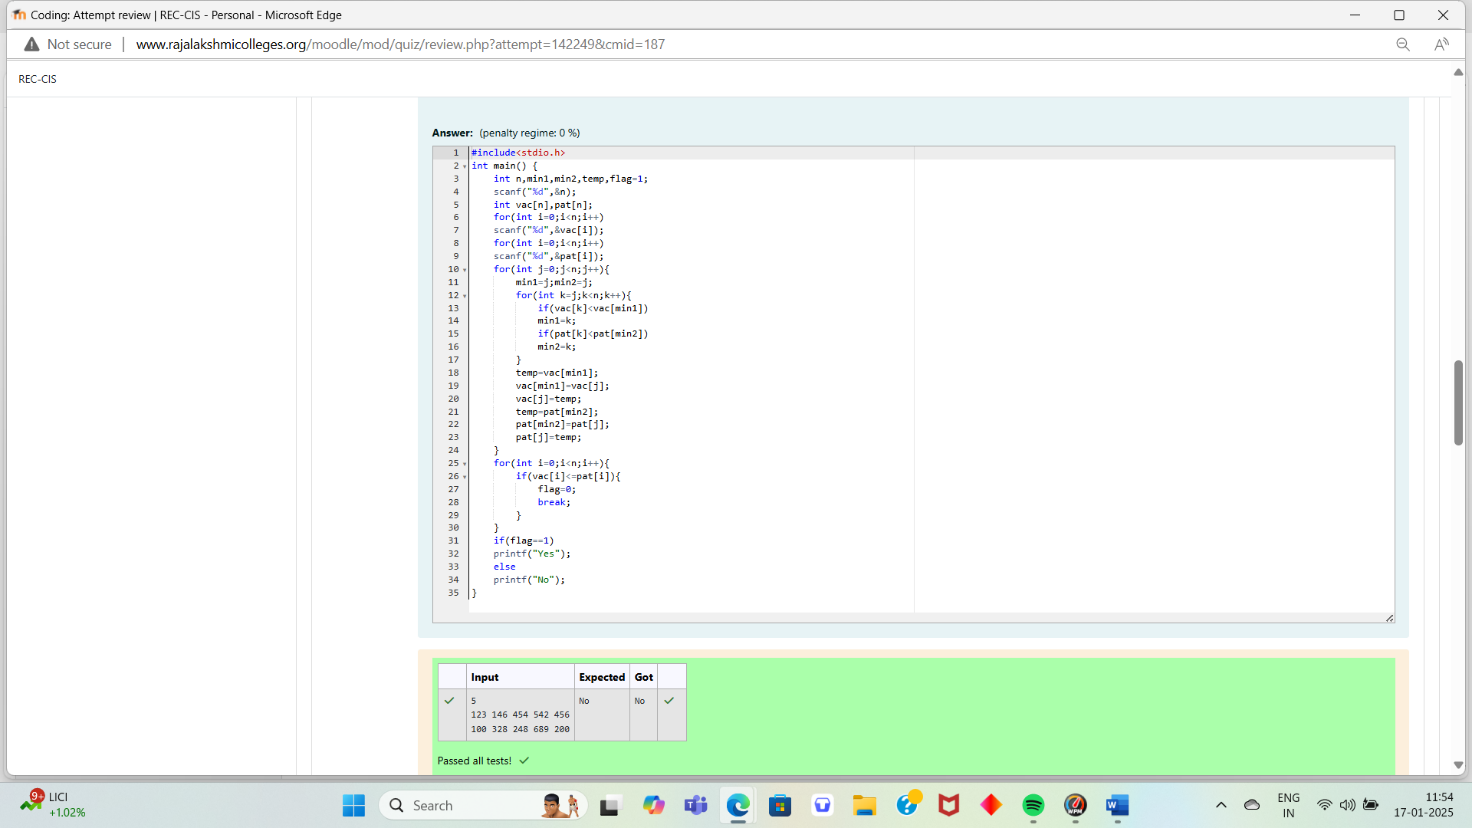 Coding: Attempt review | REC-CIS - Personal - Microsoft Edge
Not secure | www.rajalakshmicolleges.org/moodle/mod/quiz/review.php?attempt=142249&cmid=187
REC-CIS
Answer: (penalty regime: 0 %)
1 #include<stdio.h>
2 int main() {
3 int n,min1,min2,temp,flag=1;
4 scanf("%d",&n);
5 int vac[n],pat[n];
6 for(int i=0;i<n;i++)
7 scanf("%d",&vac[i]);
8 for(int i=0;i<n;i++)
9 scanf("%d",&pat[i]);
10 for(int j=0;j<n;j++){
11 min1=j;min2=j;
12 for(int k=j;k<n;k++){
13 if(vac[k]<vac[min1])
14 min1=k;
15 if(pat[k]<pat[min2])
16 min2=k;
17 }
18 temp=vac[min1];
19 vac[min1]=vac[j];
20 vac[j]=temp;
21 temp=pat[min2];
22 pat[min2]=pat[j];
23 pat[j]=temp;
24 }
25 for(int i=0;i<n;i++){
26 if(vac[i]<=pat[i]){
27 flag=0;
28 break;
29 }
30 }
31 if(flag==1)
32 printf("Yes");
33 else
34 printf("No");
35 }
Input Expected Got
5 No No
123 146 454 542 456
100 328 248 689 200
Passed all tests!
9+ LICI
+1.02%
Search
ENG
IN
11:54
17-01-2025